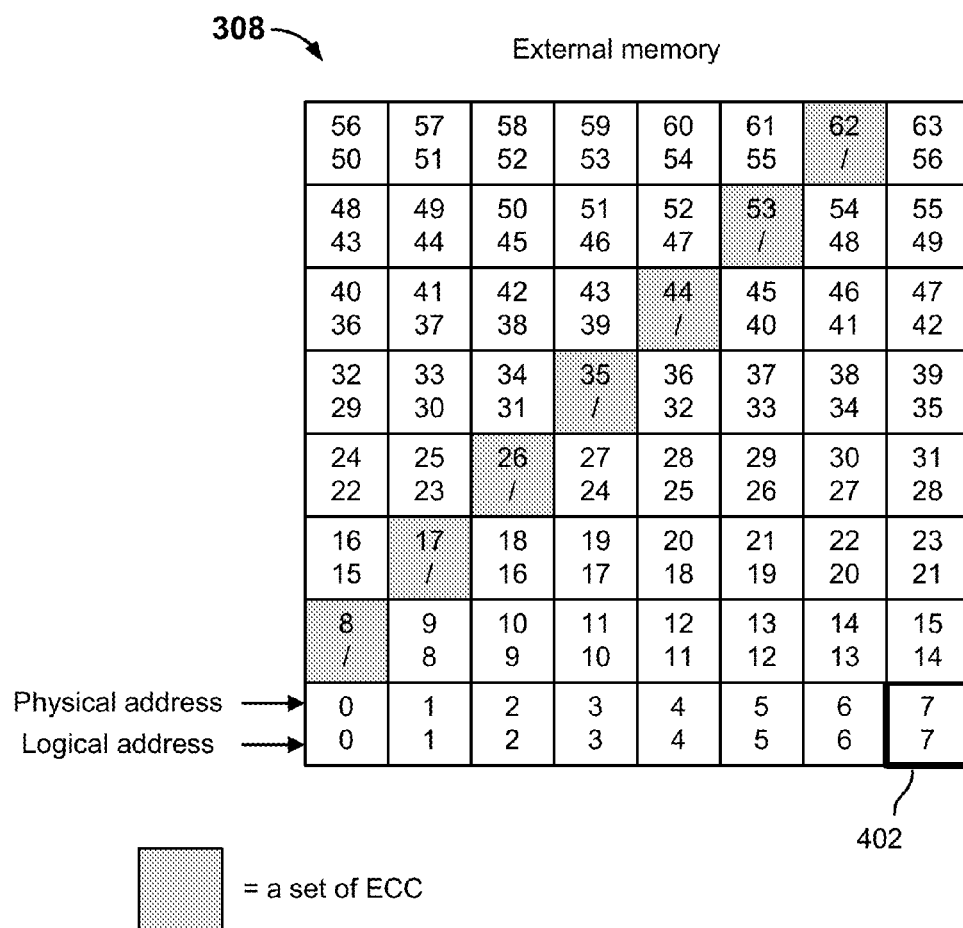 308
External memory
56 57 58 59 60 61 62 63
50 51 52 53 54 55 / 56
48 49 50 51 52 53 54 55
43 44 45 46 47 / 48 49
40 41 42 43 44 45 46 47
36 37 38 39 / 40 41 42
32 33 34 35 36 37 38 39
29 30 31 / 32 33 34 35
24 25 26 27 28 29 30 31
22 23 / 24 25 26 27 28
16 17 18 19 20 21 22 23
15 / 16 17 18 19 20 21
8 9 10 11 12 13 14 15
/ 8 9 10 11 12 13 14
Physical address 0 1 2 3 4 5 6 7
Logical address 0 1 2 3 4 5 6 7
402
= a set of ECC